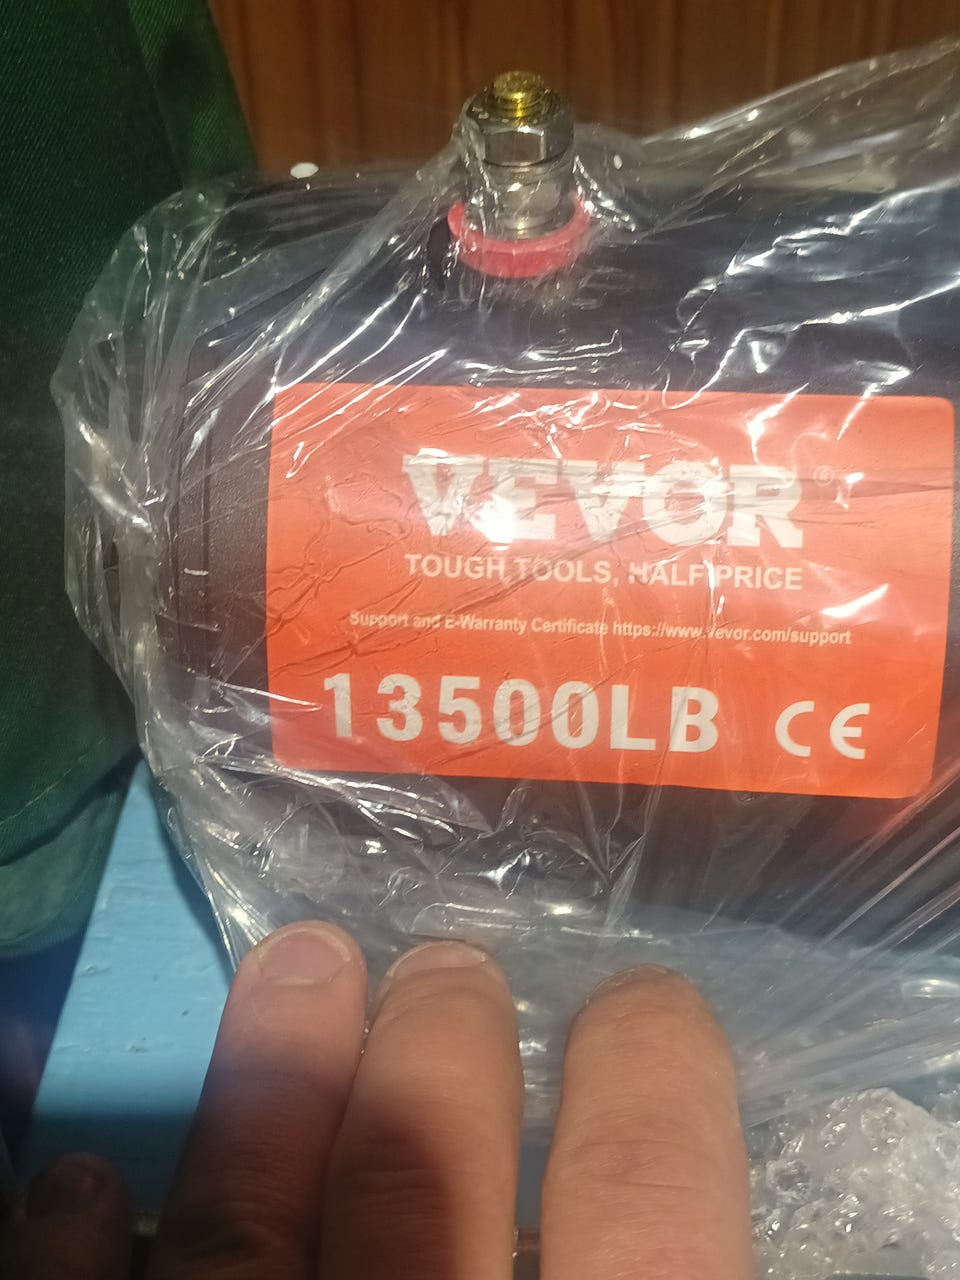 VEVOR®
TOUGH TOOLS, HALF PRICE
Support and E-Warranty Certificate https://www.vevor.com/support
13500LB CE